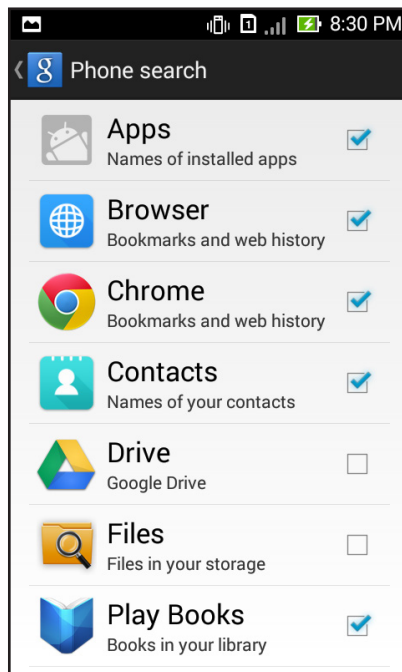 1 8:30 PM
g Phone search
Apps
Names of installed apps
Browser
Bookmarks and web history
Chrome
Bookmarks and web history
Contacts
Names of your contacts
Drive
Google Drive
Files
Files in your storage
Play Books
Books in your library